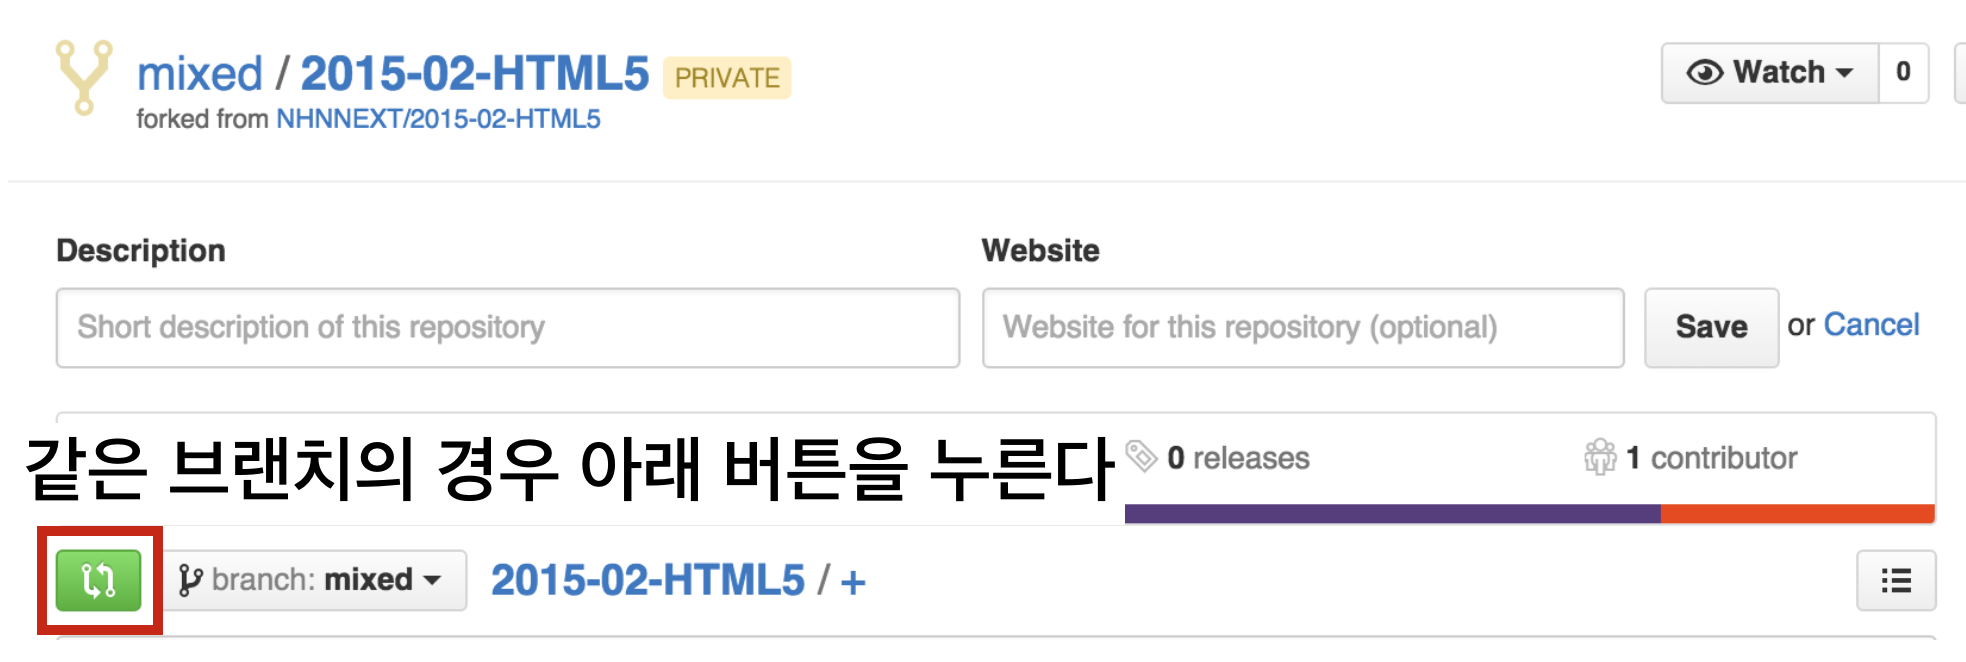 mixed / 2015-02-HTML5 PRIVATE
Watch 0
forked from NHNNEXT/2015-02-HTML5
Description
Website
Short description of this repository
Website for this repository (optional)
Save or Cancel
같은 브랜치의 경우 아래 버튼을 누른다
0 releases
1 contributor
branch: mixed
2015-02-HTML5 / +